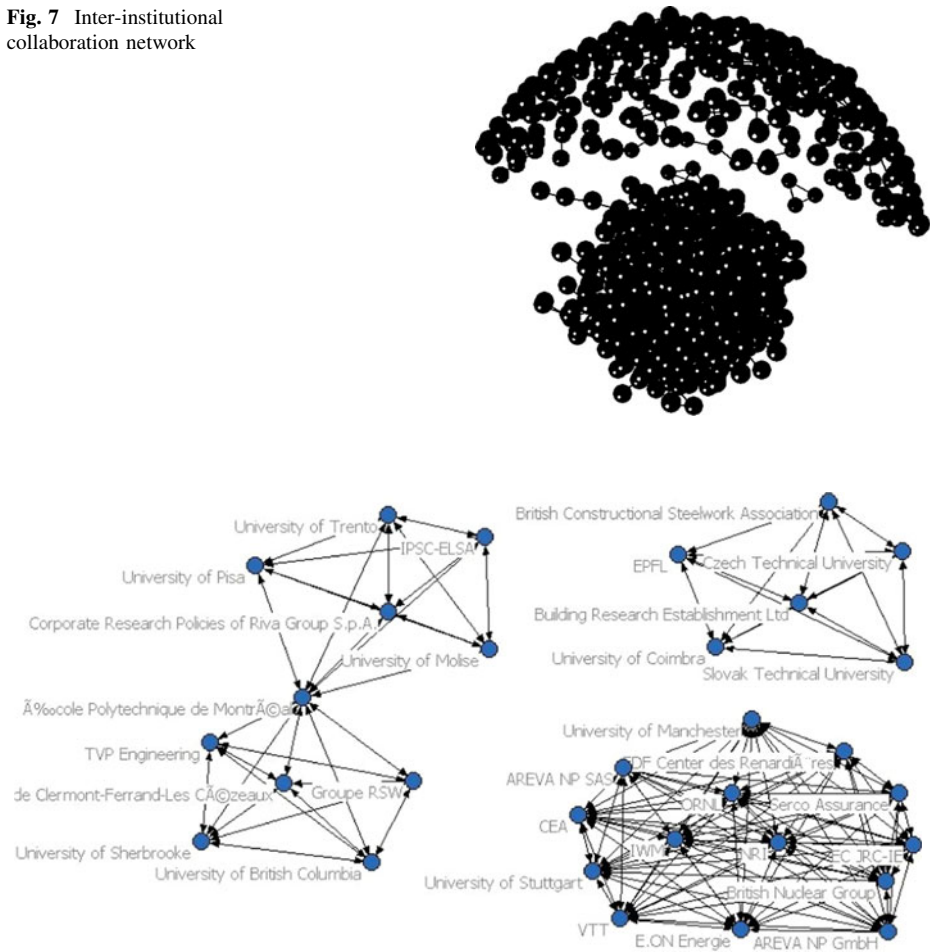 Fig. 7 Inter-institutional
collaboration network
University of Trento
IPSC-ELSA
University of Pisa
Corporate Research Policies of Riva Group S.p.A.
University of Molise
Ã‰cole Polytechnique de MontrÃ©al
TVP Engineering
de Clermont-Ferrand-Les CÃ©zeaux
Groupe RSW
University of Sherbrooke
University of British Columbia
British Constructional Steelwork Association
EPFL
Czech Technical University
Building Research Establishment Ltd
University of Coimbra
Slovak Technical University
University of Manchester
EDF Center des RenardiÃ¨res
AREVA NP SAS
ORNL
Serco Assurance
CEA
IWM
NRI
EC JRC-IE
University of Stuttgart
British Nuclear Group
VTT
E.ON Energie
AREVA NP GmbH